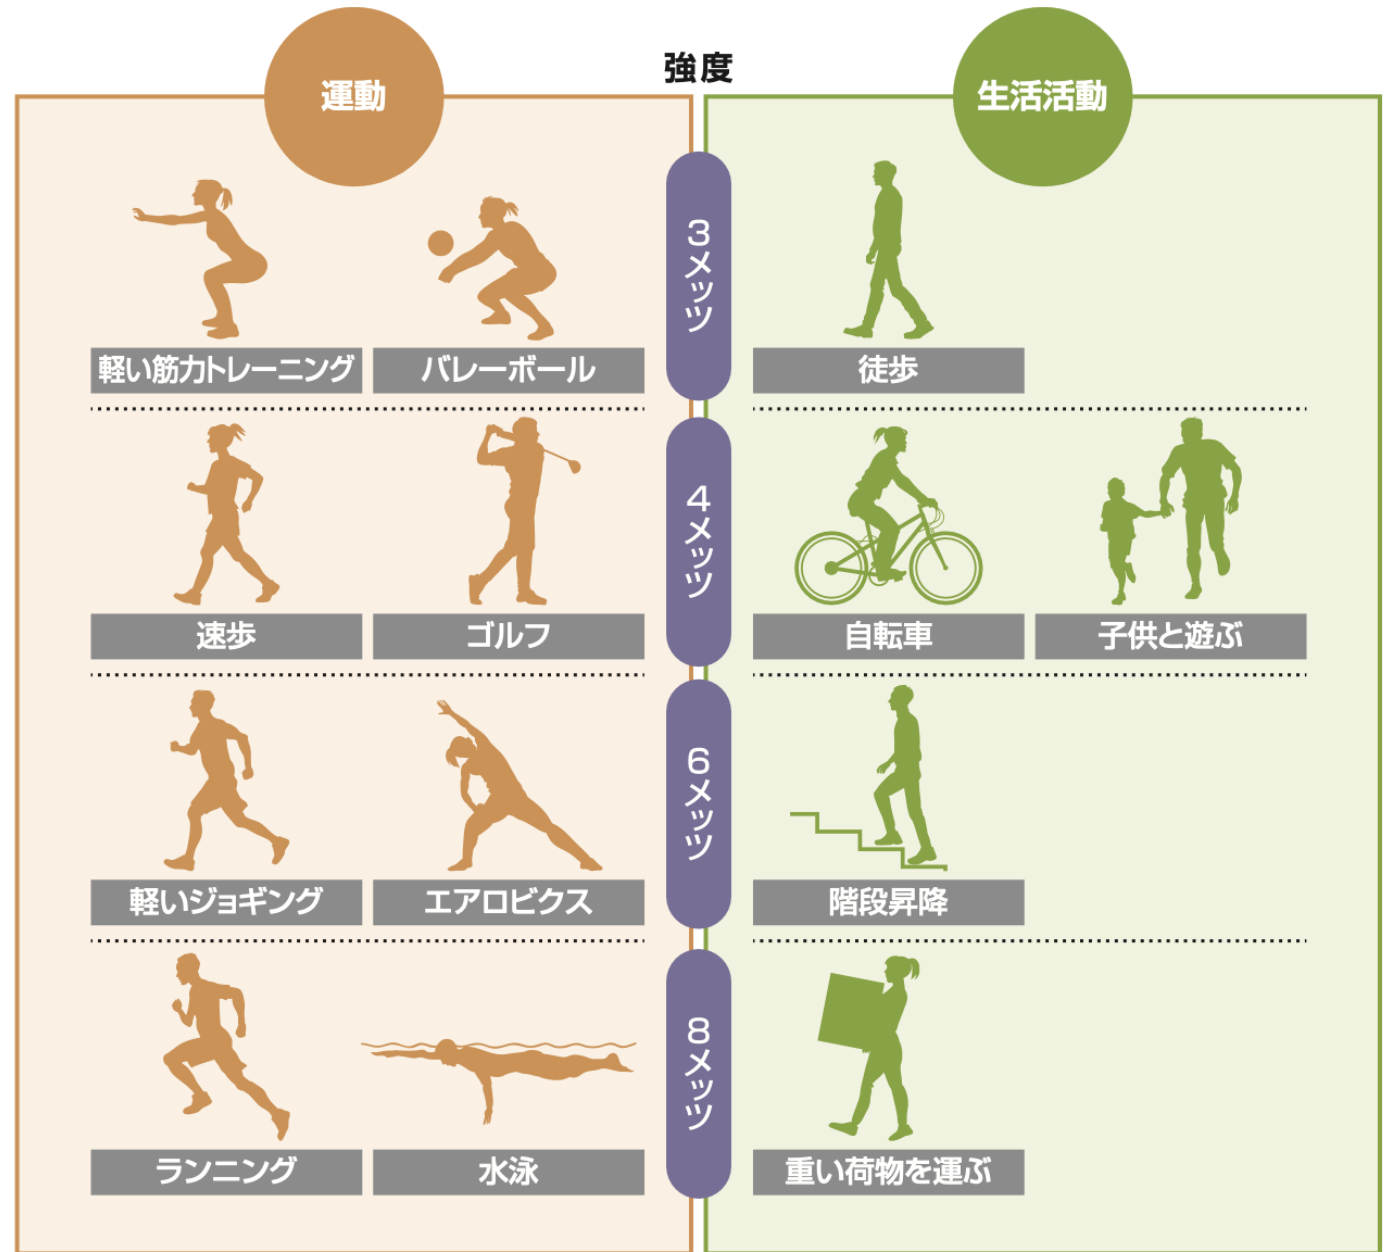 強度
運動
生活活動
3メッツ
軽い筋力トレーニング
バレーボール
徒歩
4メッツ
速歩
ゴルフ
自転車
子供と遊ぶ
6メッツ
軽いジョギング
エアロビクス
階段昇降
8メッツ
ランニング
水泳
重い荷物を運ぶ